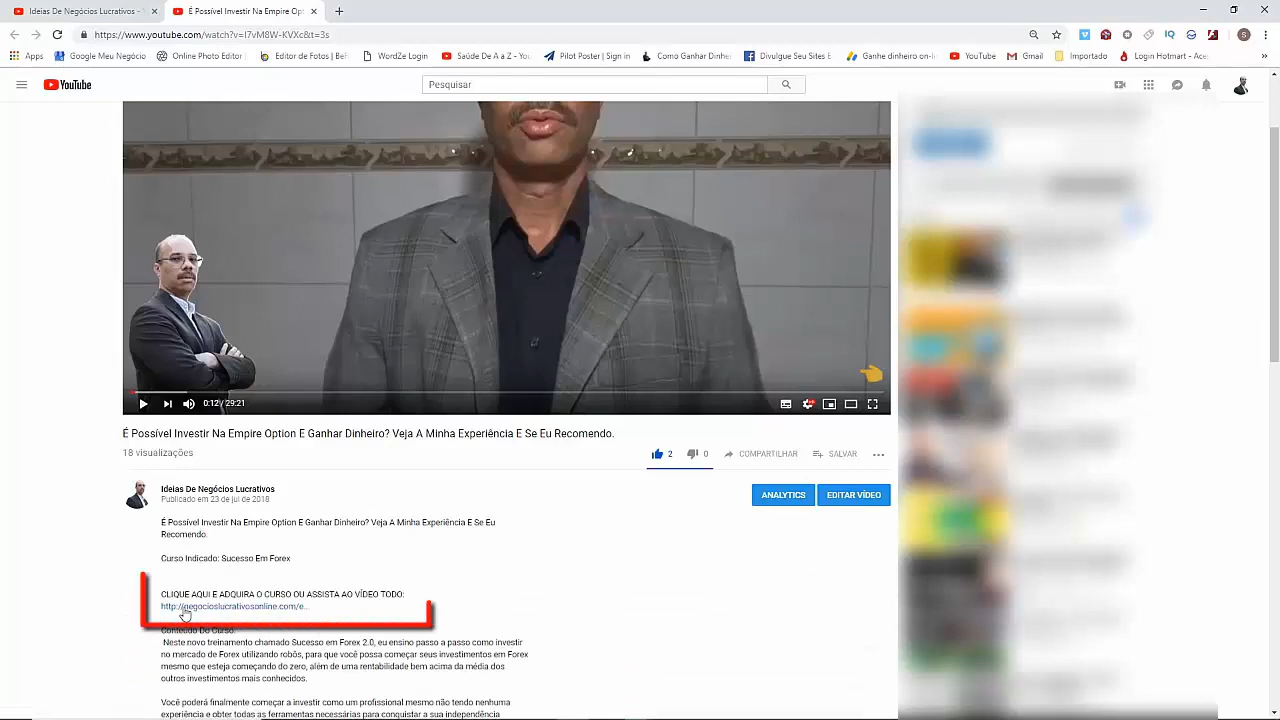 Ideias De Negócios Lucrativos -
É Possível Investir Na Empire Opt
https://www.youtube.com/watch?v=I7vM8W-KVXc&t=3s
Apps
Google Meu Negócio
Online Photo Editor |
Editor de Fotos | BeF
WordZe Login
Saúde De A a Z - You
Pilot Poster | Sign in
Como Ganhar Dinhe
Divulgue Seu Sites E
Ganhe dinheiro on-li
YouTube
Gmail
Importado
Login Hotmart - Aces
YouTube
Pesquisar
0:12 / 29:21
É Possível Investir Na Empire Option E Ganhar Dinheiro? Veja A Minha Experiência E Se Eu Recomendo.
18 visualizações
2
0
COMPARTILHAR
SALVAR
Ideias De Negócios Lucrativos
Publicado em 23 de jul de 2018
ANALYTICS
EDITAR VÍDEO
É Possível Investir Na Empire Option E Ganhar Dinheiro? Veja A Minha Experiência E Se Eu
Recomendo.
Curso Indicado: Sucesso Em Forex
CLIQUE AQUI E ADQUIRA O CURSO OU ASSISTA AO VÍDEO TODO:
http://negocioslucrativosonline.com/e...
Conteúdo Do Curso:
Neste novo treinamento chamado Sucesso em Forex 2.0, eu ensino passo a passo como investir
no mercado de Forex utilizando robôs, para que você possa começar seus investimentos em Forex
mesmo que esteja começando do zero, além de uma rentabilidade bem acima da média dos
outros investimentos mais conhecidos.
Você poderá finalmente começar a investir como um profissional mesmo não tendo nenhuma
experiência e obter todas as ferramentas necessárias para conquistar a sua independência